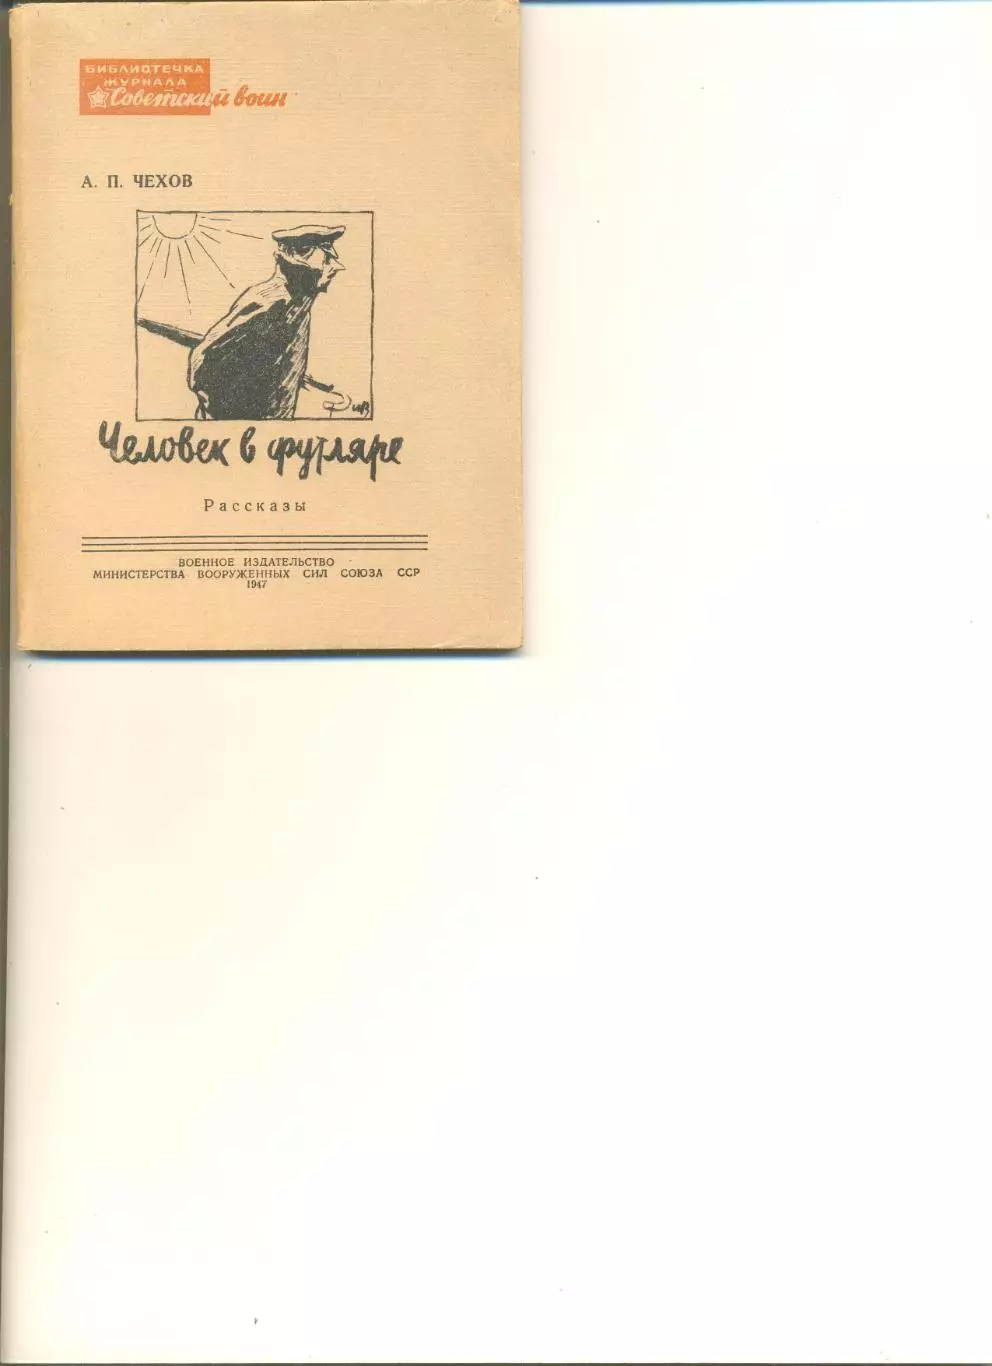 БИБЛИОТЕЧКА
ЖУРНАЛА
Советский воин
А. П. ЧЕХОВ
Человек в футляре
Рассказы
ВОЕННОЕ ИЗДАТЕЛЬСТВО
МИНИСТЕРСТВА ВООРУЖЕННЫХ СИЛ СОЮЗА ССР
1947